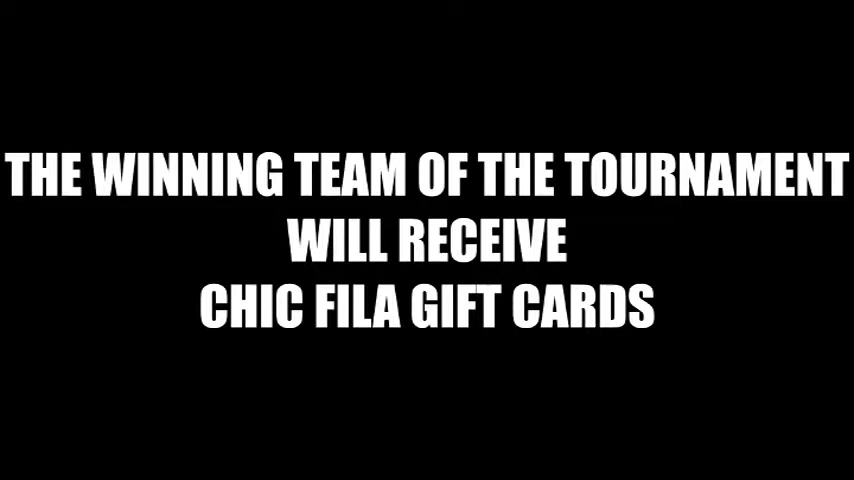 THE WINNING TEAM OF THE TOURNAMENT
WILL RECEIVE
CHIC FILA GIFT CARDS